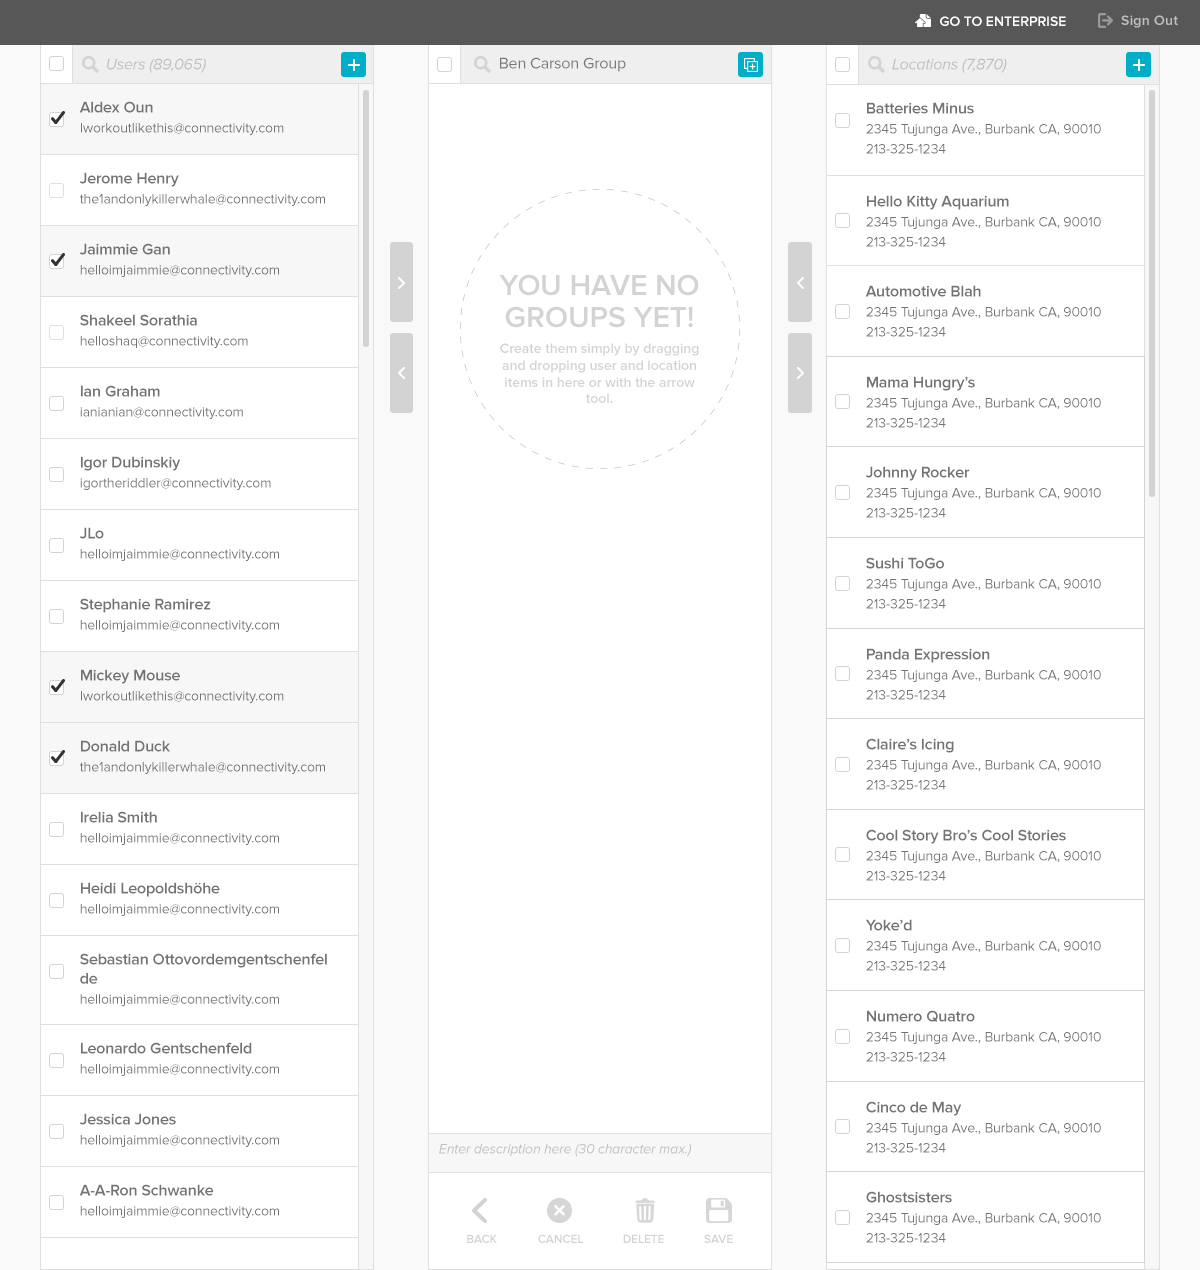 GO TO ENTERPRISE
Sign Out
Users (89,065)
Aldex Oun
Iworkoutlikethis@connectivity.com
Jerome Henry
the1andonlykillerwhale@connectivity.com
Jaimmie Gan
helloimjaimmie@connectivity.com
Shakeel Sorathia
helloshaq@connectivity.com
Ian Graham
ianianian@connectivity.com
Igor Dubinskiy
igortheriddler@connectivity.com
JLo
helloimjaimmie@connectivity.com
Stephanie Ramirez
helloimjaimmie@connectivity.com
Mickey Mouse
Iworkoutlikethis@connectivity.com
Donald Duck
the1andonlykillerwhale@connectivity.com
Irelia Smith
helloimjaimmie@connectivity.com
Heidi Leopoldshöhe
helloimjaimmie@connectivity.com
Sebastian Ottovordemgentschenfel
de
helloimjaimmie@connectivity.com
Leonardo Gentschenfeld
helloimjaimmie@connectivity.com
Jessica Jones
helloimjaimmie@connectivity.com
A-A-Ron Schwanke
helloimjaimmie@connectivity.com
Ben Carson Group
YOU HAVE NO
GROUPS YET!
Create them simply by dragging
and dropping user and location
items in here or with the arrow
tool.
Enter description here (30 character max.)
BACK
CANCEL
DELETE
SAVE
Locations (7,870)
Batteries Minus
2345 Tujunga Ave., Burbank CA, 90010
213-325-1234
Hello Kitty Aquarium
2345 Tujunga Ave., Burbank CA, 90010
213-325-1234
Automotive Blah
2345 Tujunga Ave., Burbank CA, 90010
213-325-1234
Mama Hungry’s
2345 Tujunga Ave., Burbank CA, 90010
213-325-1234
Johnny Rocker
2345 Tujunga Ave., Burbank CA, 90010
213-325-1234
Sushi ToGo
2345 Tujunga Ave., Burbank CA, 90010
213-325-1234
Panda Expression
2345 Tujunga Ave., Burbank CA, 90010
213-325-1234
Claire’s Icing
2345 Tujunga Ave., Burbank CA, 90010
213-325-1234
Cool Story Bro’s Cool Stories
2345 Tujunga Ave., Burbank CA, 90010
213-325-1234
Yoke’d
2345 Tujunga Ave., Burbank CA, 90010
213-325-1234
Numero Quatro
2345 Tujunga Ave., Burbank CA, 90010
213-325-1234
Cinco de May
2345 Tujunga Ave., Burbank CA, 90010
213-325-1234
Ghostsisters
2345 Tujunga Ave., Burbank CA, 90010
213-325-1234